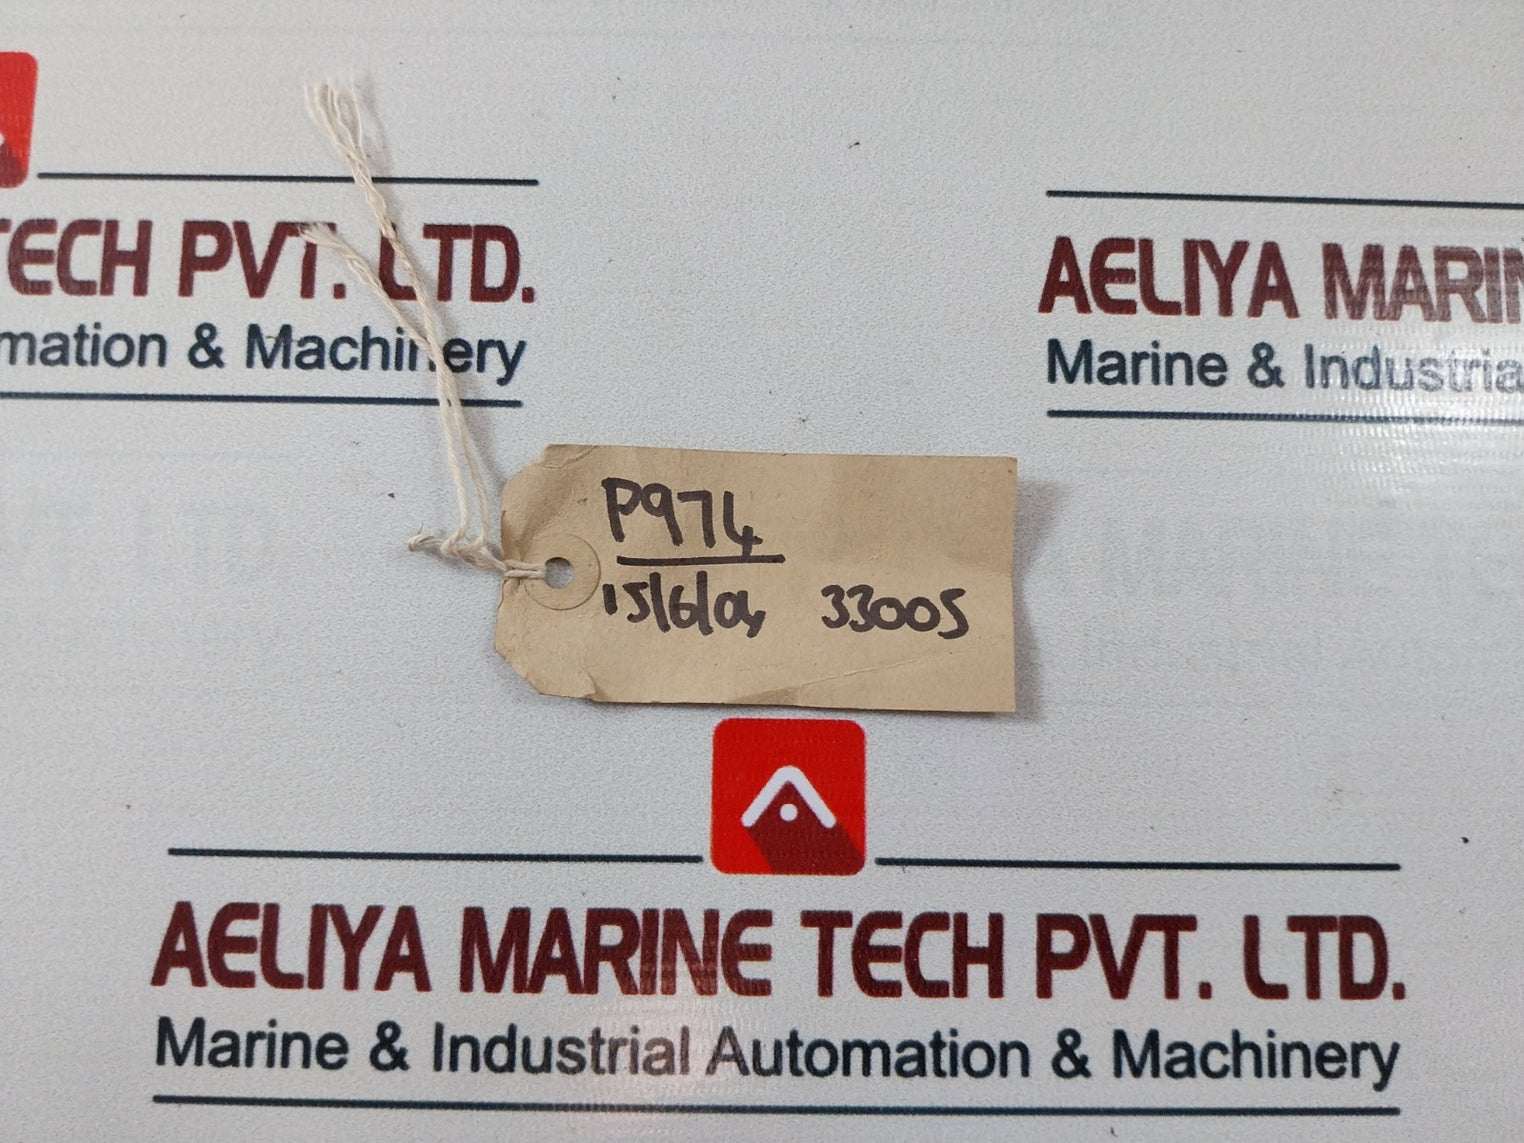 TECH PVT. LTD.
mation & Machinery
AELIYA MARIN
Marine & Industria
P974
15/6/04 33005
AELIYA MARINE TECH PVT. LTD.
Marine & Industrial Automation & Machinery